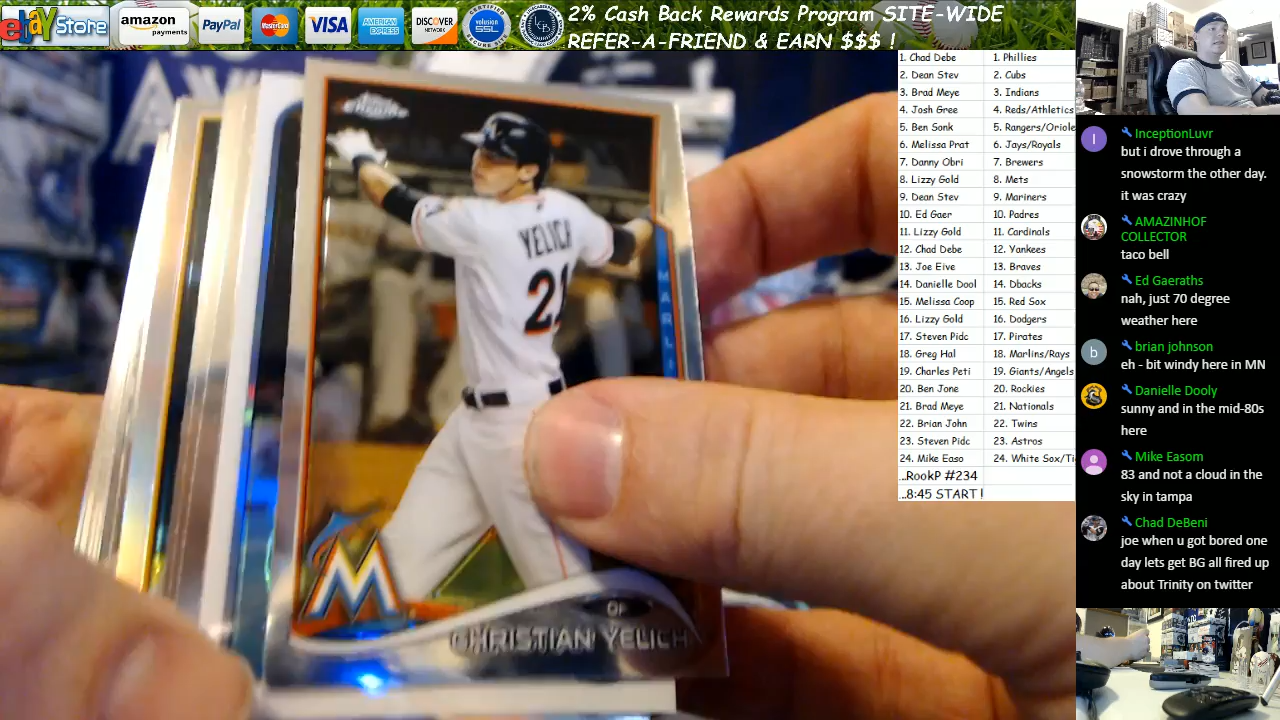 ebay Store
amazon
payments
PayPal
MasterCard
VISA
AMERICAN EXPRESS
DISCOVER
NETWORK
SSL
2% Cash Back Rewards Program SITE-WIDE
REFER-A-FRIEND & EARN $$$ !
1. Chad Debe 1. Phillies
2. Dean Stev 2. Cubs
3. Brad Meye 3. Indians
4. Josh Gree 4. Reds/Athletics
5. Ben Sonk 5. Rangers/Oriole
6. Melissa Prat 6. Jays/Royals
7. Danny Obri 7. Brewers
8. Lizzy Gold 8. Mets
9. Dean Stev 9. Mariners
10. Ed Gaer 10. Padres
11. Lizzy Gold 11. Cardinals
12. Chad Debe 12. Yankees
13. Joe Eive 13. Braves
14. Danielle Dool 14. Dbacks
15. Melissa Coop 15. Red Sox
16. Lizzy Gold 16. Dodgers
17. Steven Pidc 17. Pirates
18. Greg Hal 18. Marlins/Rays
19. Charles Peti 19. Giants/Angels
20. Ben Jone 20. Rockies
21. Brad Meye 21. Nationals
22. Brian John 22. Twins
23. Steven Pidc 23. Astros
24. Mike Easo 24. White Sox/Ti
...RookP #234
...8:45 START !
I InceptionLuvr
but i drove through a
snowstorm the other day.
it was crazy
AMAZINHOF
COLLECTOR
taco bell
Ed Gaeraths
nah, just 70 degree
weather here
b brian johnson
eh - bit windy here in MN
Danielle Dooly
sunny and in the mid-80s
here
Mike Easom
83 and not a cloud in the
sky in tampa
Chad DeBeni
joe when u got bored one
day lets get BG all fired up
about Trinity on twitter
Chrome
YELICH
21
MARLI
M
OF
CHRISTIAN YELICH